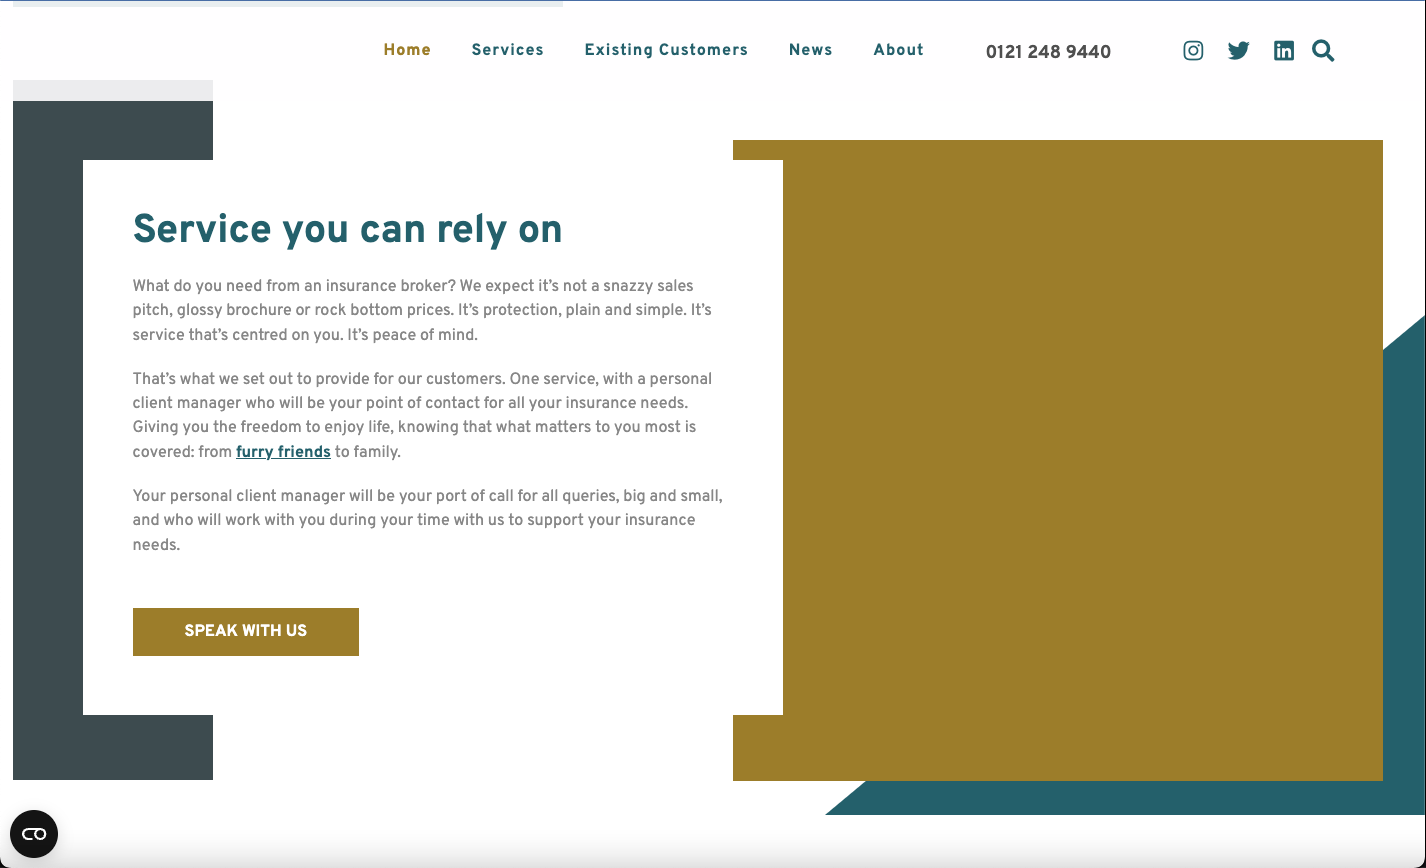 Home Services Existing Customers News About 0121 248 9440
Service you can rely on
What do you need from an insurance broker? We expect it’s not a snazzy sales
pitch, glossy brochure or rock bottom prices. It’s protection, plain and simple. It’s
service that’s centred on you. It’s peace of mind.
That’s what we set out to provide for our customers. One service, with a personal
client manager who will be your point of contact for all your insurance needs.
Giving you the freedom to enjoy life, knowing that what matters to you most is
covered: from furry friends to family.
Your personal client manager will be your port of call for all queries, big and small,
and who will work with you during your time with us to support your insurance
needs.
SPEAK WITH US